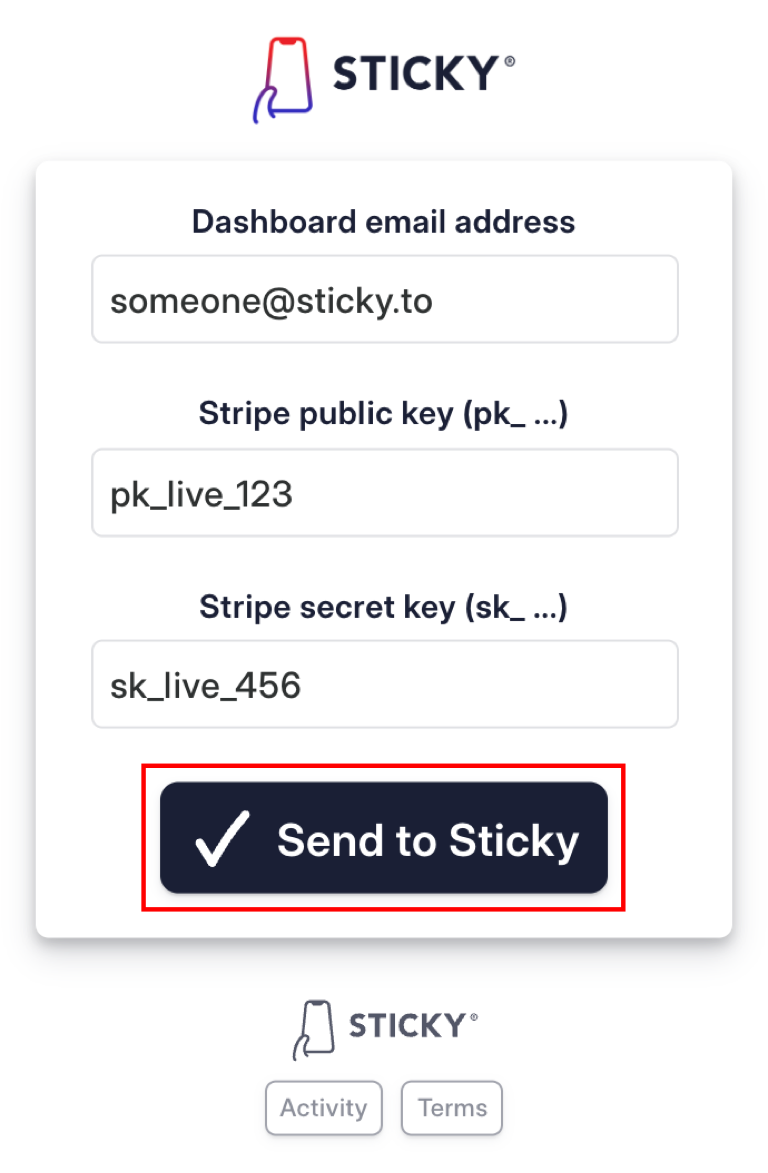 STICKY®
Dashboard email address
someone@sticky.to
Stripe public key (pk_ ...)
pk_live_123
Stripe secret key (sk_ ...)
sk_live_456
✓ Send to Sticky
STICKY®
Activity Terms